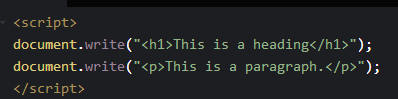 <script>
document.write("<h1>This is a heading</h1>");
document.write("<p>This is a paragraph.</p>");
</script>